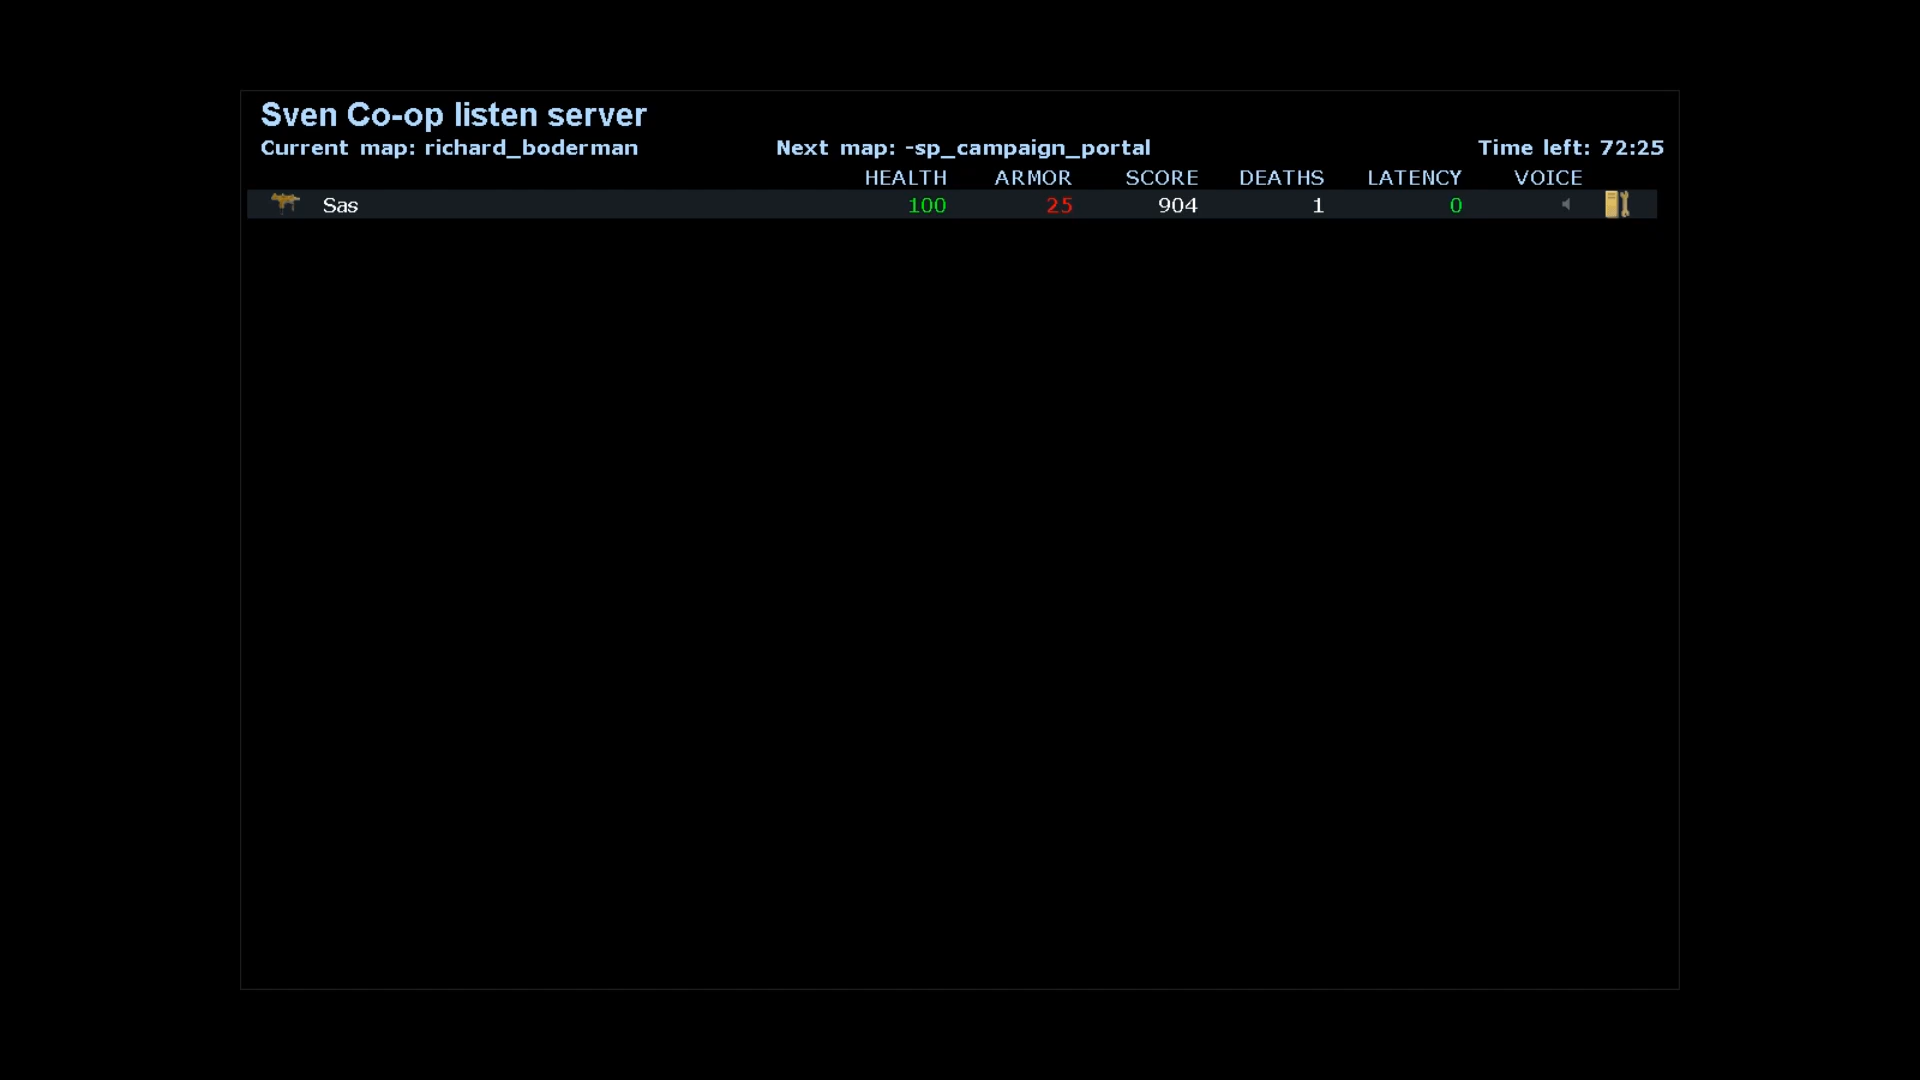 Sven Co-op listen server
Current map: richard_boderman Next map: -sp_campaign_portal Time left: 72:25
HEALTH ARMOR SCORE DEATHS LATENCY VOICE
Sas 100 25 904 1 0